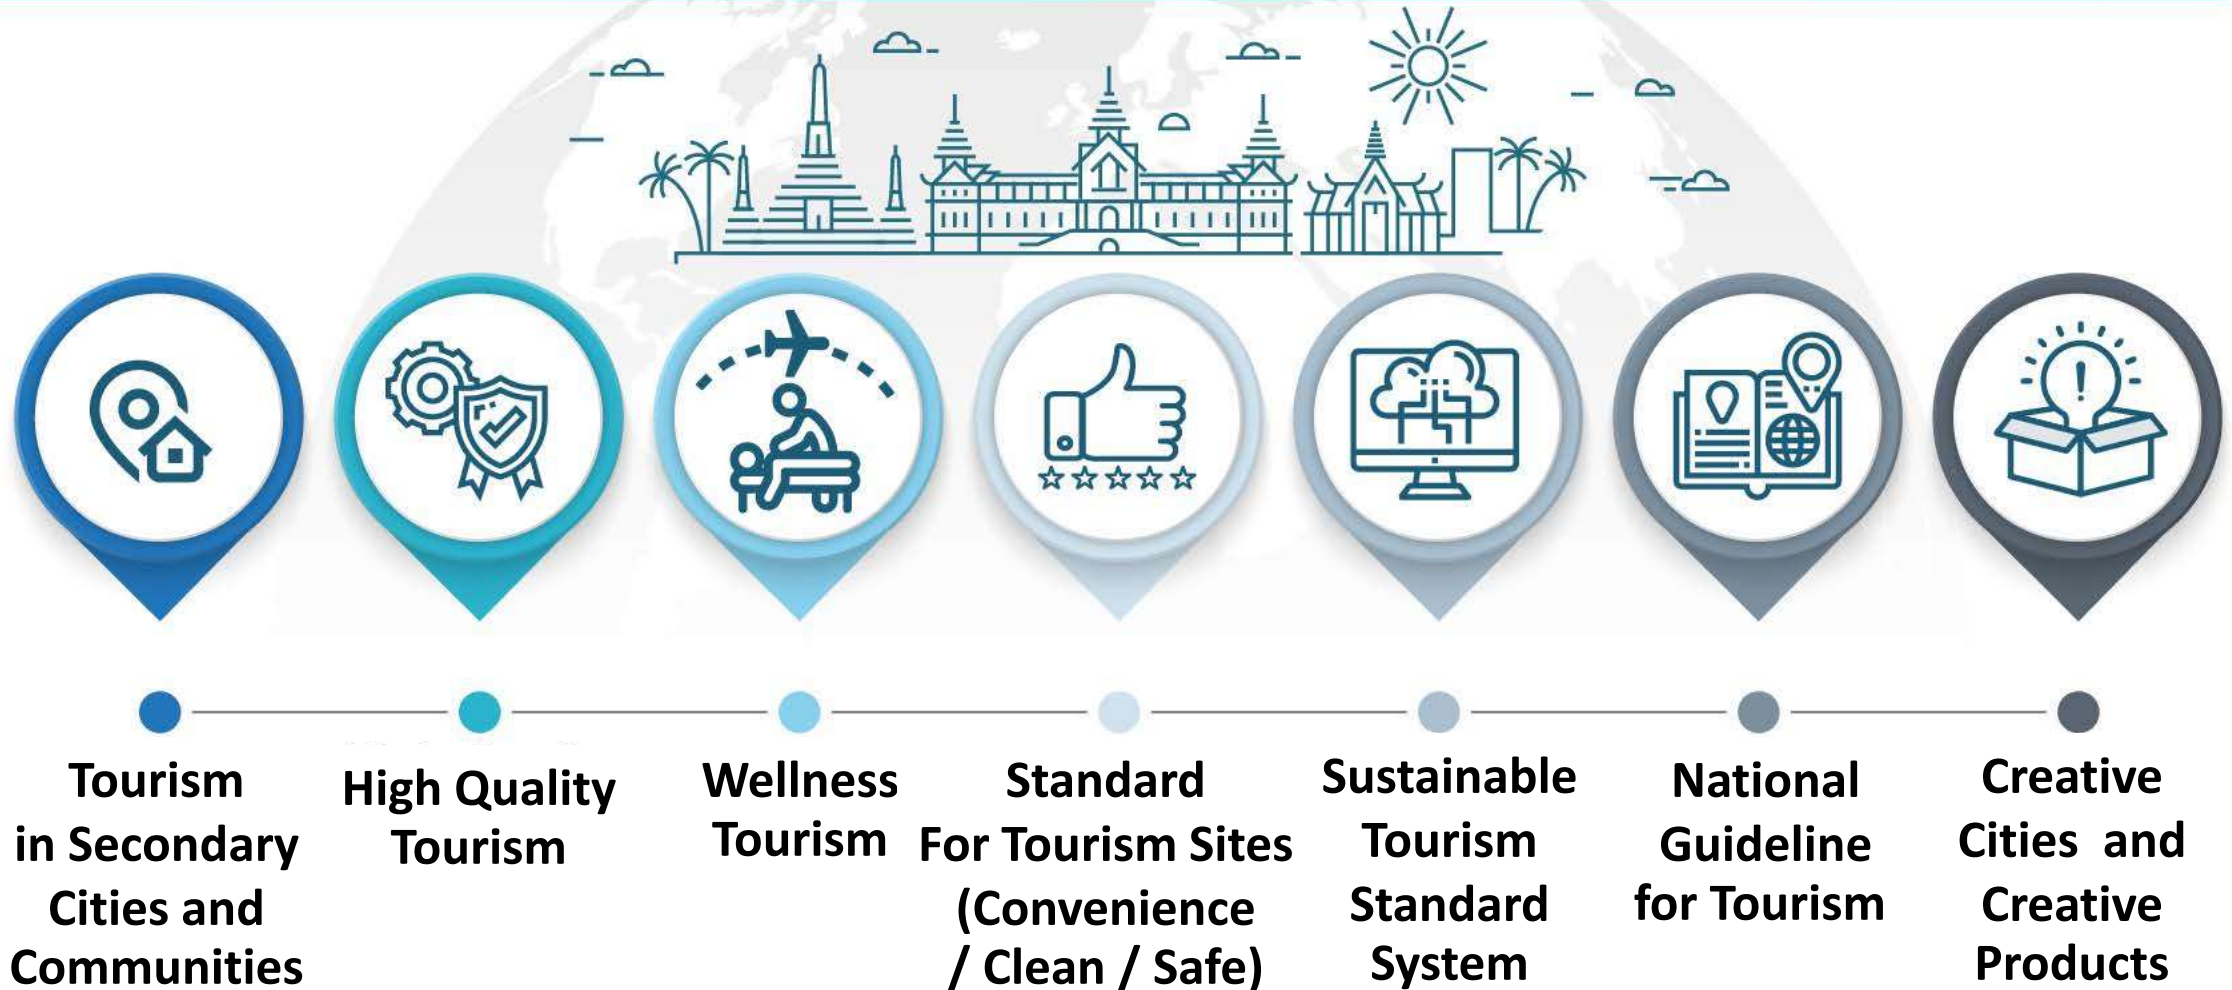 Tourism
in Secondary
Cities and
Communities
High Quality
Tourism
Wellness
Tourism
Standard
For Tourism Sites
(Convenience
/ Clean / Safe)
Sustainable
Tourism
Standard
System
National
Guideline
for Tourism
Creative
Cities and
Creative
Products